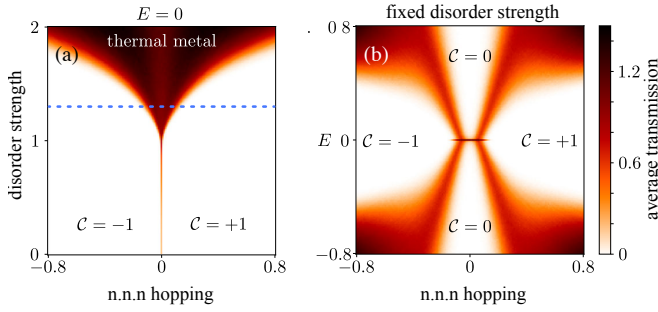 E = 0
(a)
thermal metal
disorder strength
2
1
0
C = −1
C = +1
−0.8
0
0.8
n.n.n hopping
fixed disorder strength
(b)
C = 0
E
0.8
0
−0.8
C = −1
C = +1
C = 0
−0.8
0
0.8
n.n.n hopping
1.2
0.6
0
average transmission